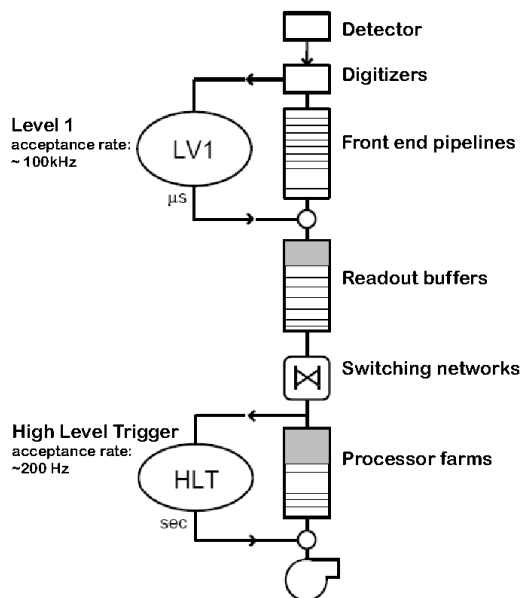 Detector
Digitizers
Level 1
acceptance rate:
~ 100kHz
LV1
Front end pipelines
μs
Readout buffers
Switching networks
High Level Trigger
acceptance rate:
~200 Hz
HLT
Processor farms
sec